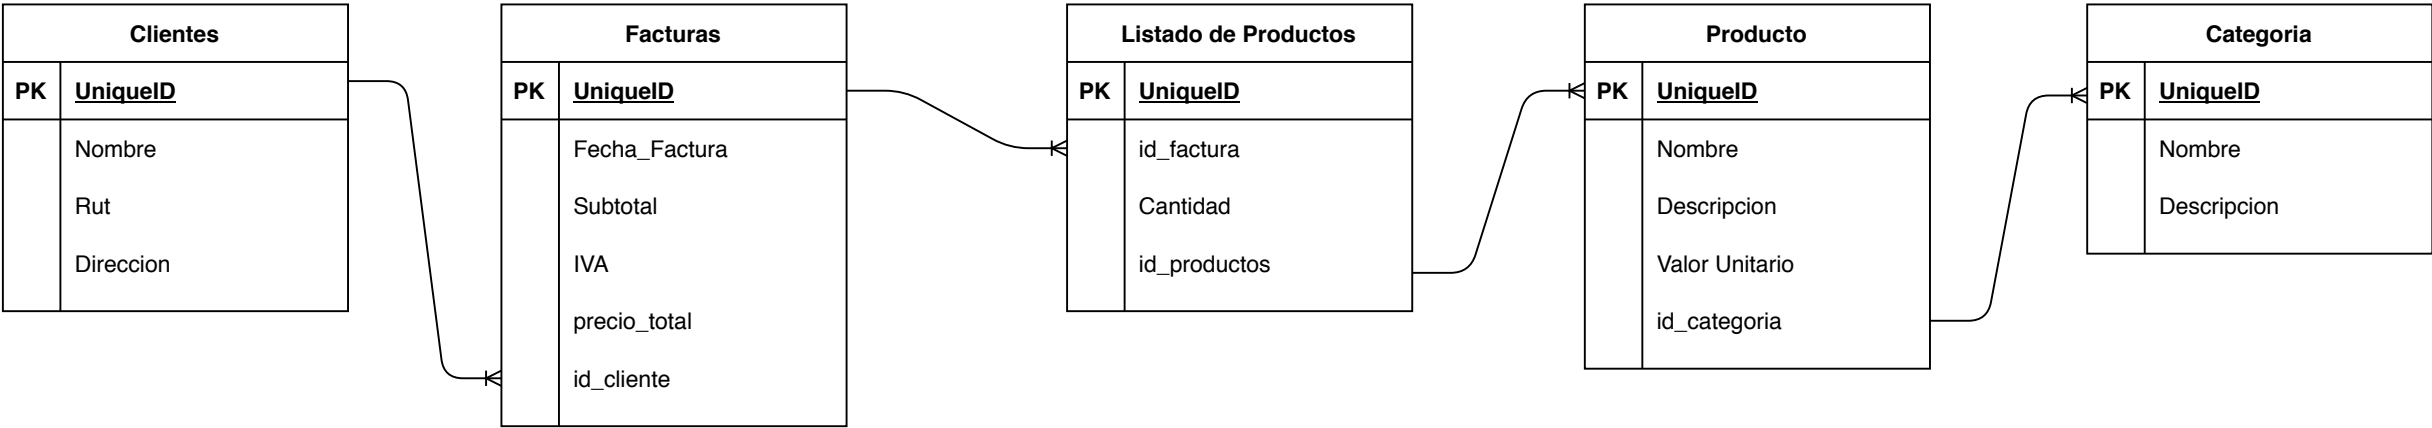 Clientes
PK UniqueID
Nombre
Rut
Direccion
Facturas
PK UniqueID
Fecha_Factura
Subtotal
IVA
precio_total
id_cliente
Listado de Productos
PK UniqueID
id_factura
Cantidad
id_productos
Producto
PK UniqueID
Nombre
Descripcion
Valor Unitario
id_categoria
Categoria
PK UniqueID
Nombre
Descripcion